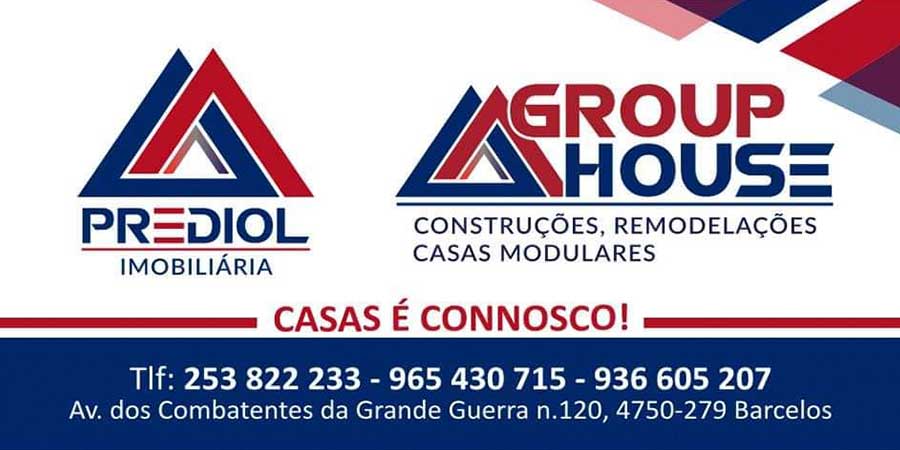 PREDIOL
IMOBILIÁRIA
GROUP
HOUSE
CONSTRUÇÕES, REMODELAÇÕES
CASAS MODULARES
CASAS É CONNOSCO!
Tlf: 253 822 233 - 965 430 715 - 936 605 207
Av. dos Combatentes da Grande Guerra n.120, 4750-279 Barcelos